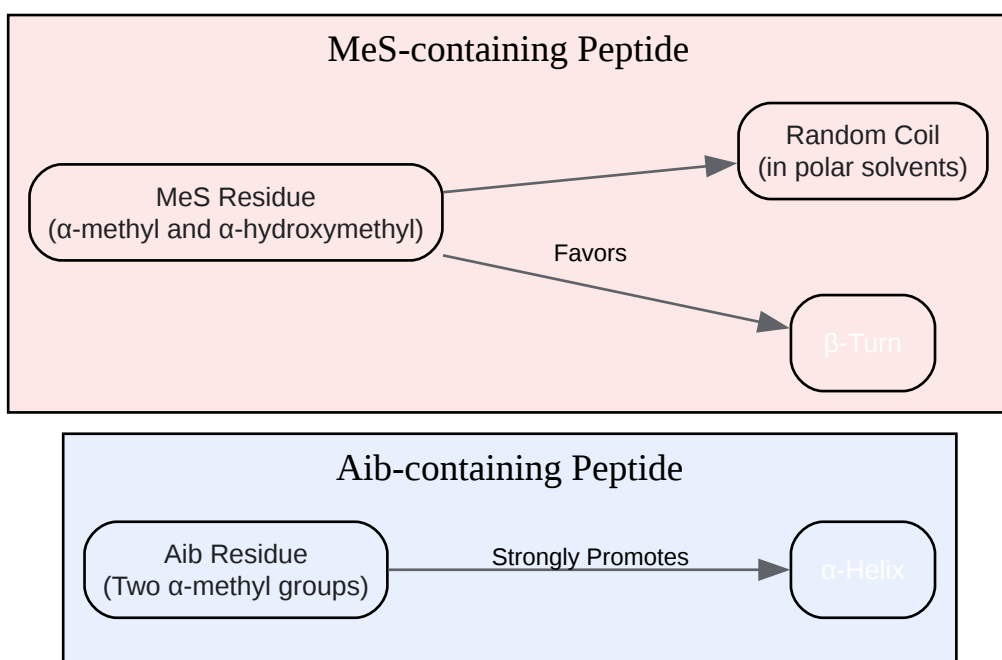 MeS-containing Peptide
Random Coil
(in polar solvents)
MeS Residue
(α-methyl and α-hydroxymethyl)
Favors
β-Turn
Aib-containing Peptide
Aib Residue
(Two α-methyl groups)
Strongly Promotes
α-Helix